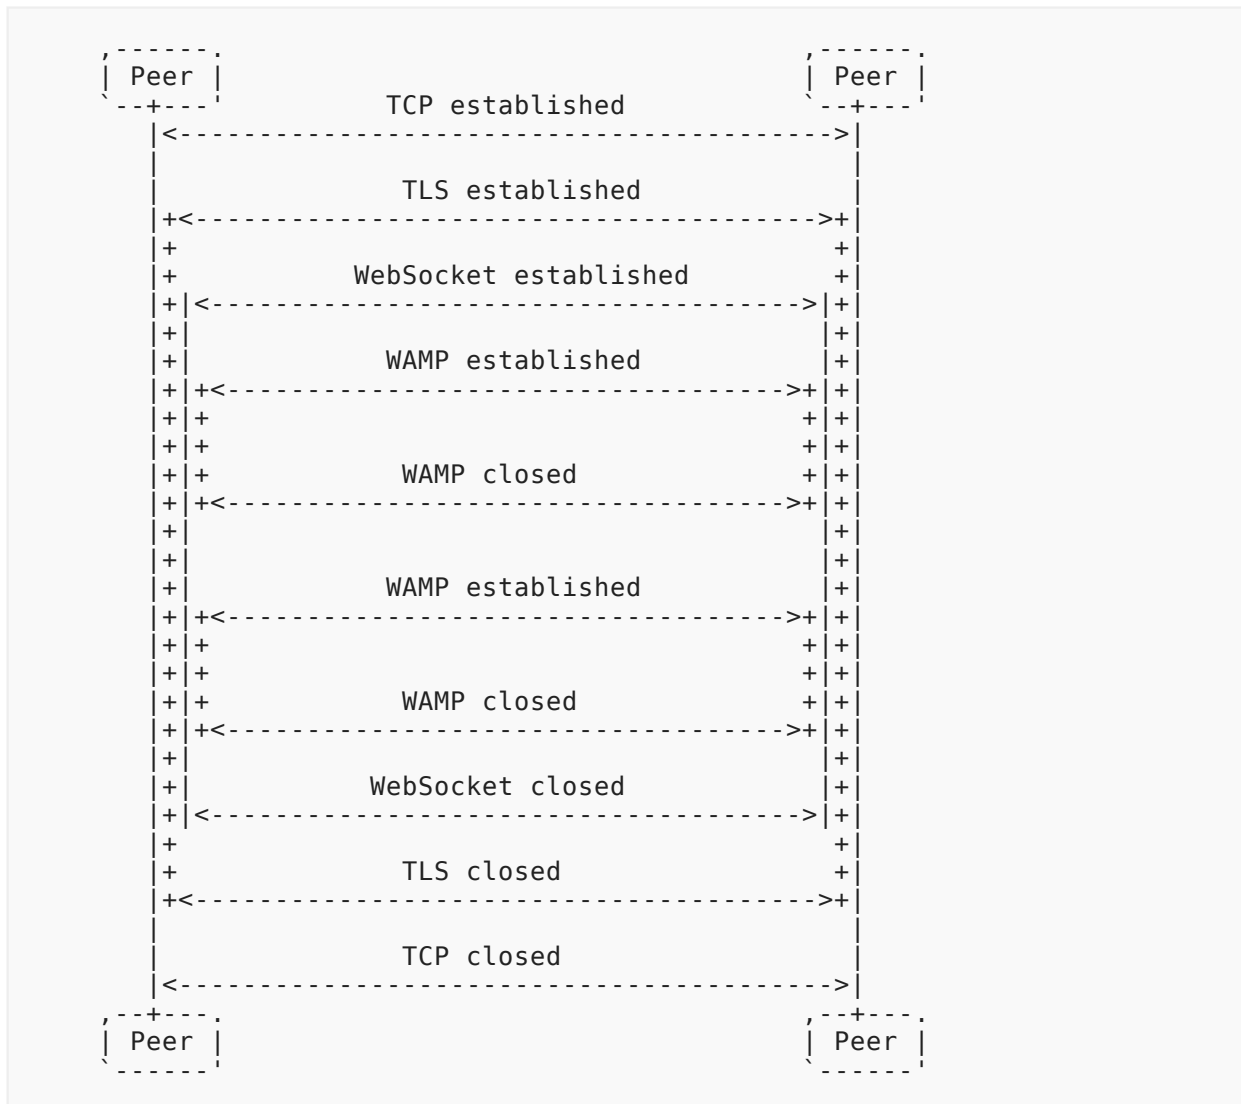 ,------.                                    ,------.
| Peer |                                    | Peer |
`--+---'          TCP established           `--+---'
   |<----------------------------------------->|
   |                                           |
   |               TLS established             |
   |+<--------------------------------------->+|
   |+                                         +|
   |+           WebSocket established         +|
   |+|<------------------------------------->|+|
   |+|                                       |+|
   |+|            WAMP established           |+|
   |+|+<----------------------------------->+|+|
   |+|+                                     +|+|
   |+|+                                     +|+|
   |+|+            WAMP closed              +|+|
   |+|+<----------------------------------->+|+|
   |+|                                       |+|
   |+|                                       |+|
   |+|            WAMP established           |+|
   |+|+<----------------------------------->+|+|
   |+|+                                     +|+|
   |+|+                                     +|+|
   |+|+            WAMP closed              +|+|
   |+|+<----------------------------------->+|+|
   |+|                                       |+|
   |+|           WebSocket closed            |+|
   |+|<------------------------------------->|+|
   |+                                         +|
   |+              TLS closed                 +|
   |+<--------------------------------------->+|
   |                                           |
   |               TCP closed                  |
   |<----------------------------------------->|
,--+---.                                    ,--+---.
| Peer |                                    | Peer |
`------'                                    `------'